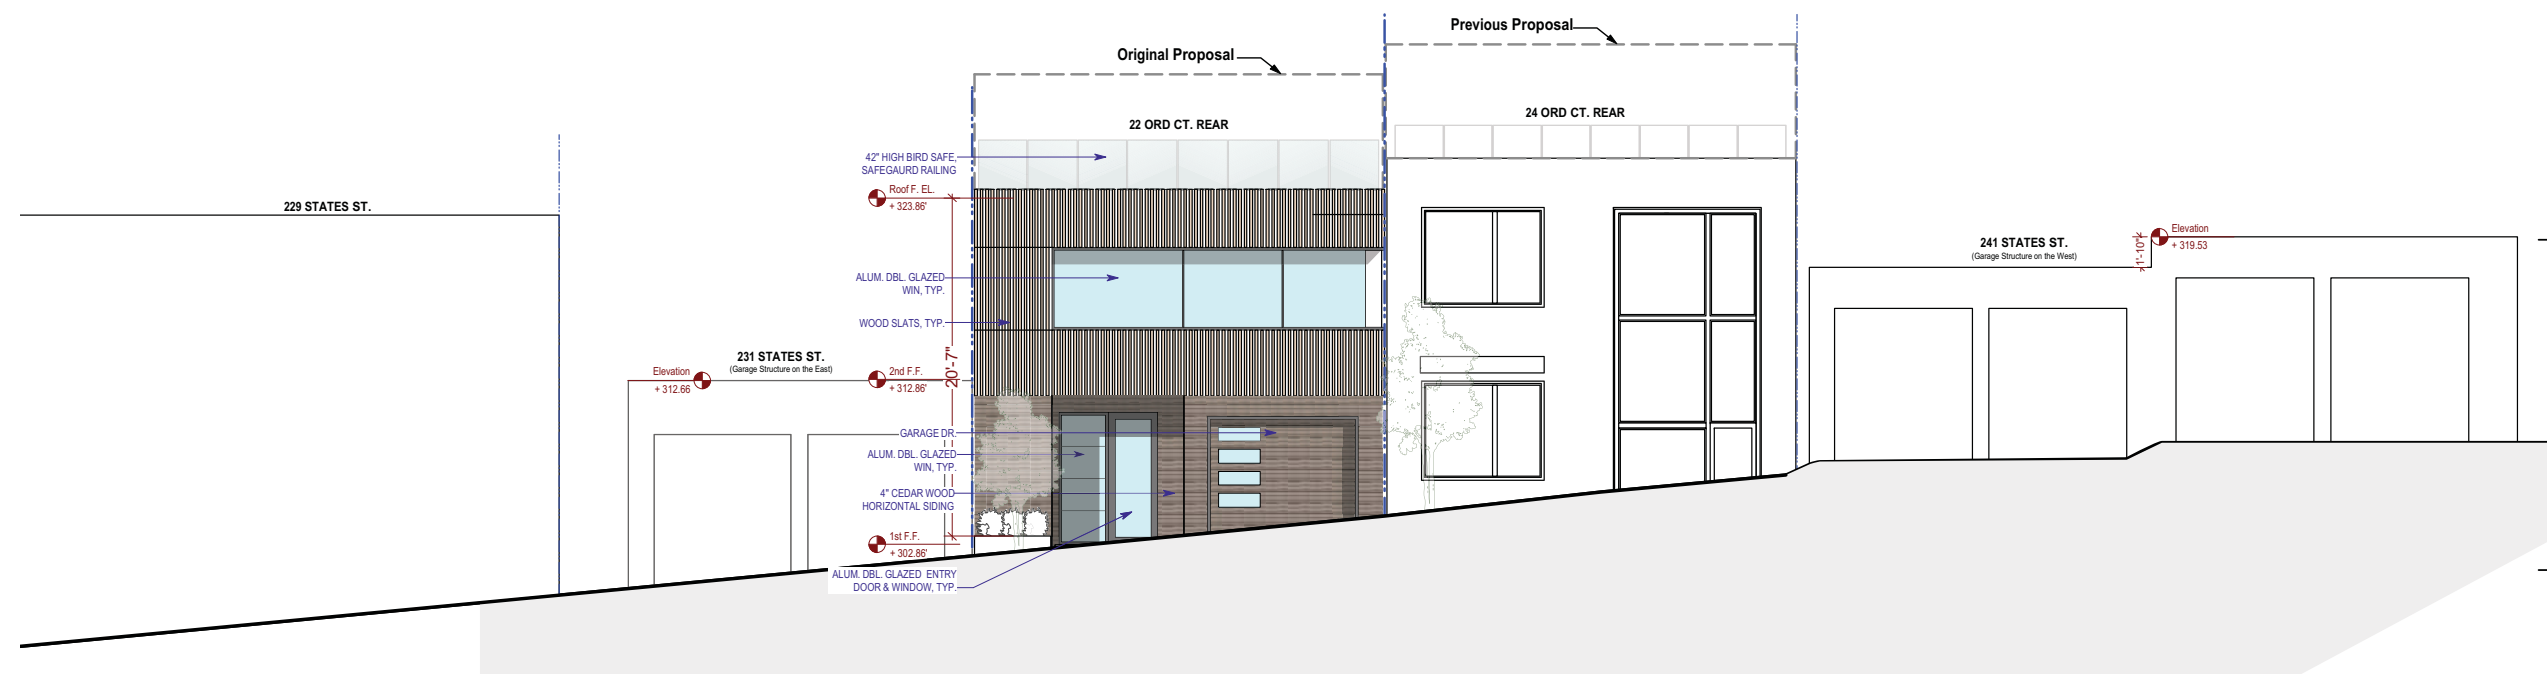 Previous Proposal
Original Proposal
24 ORD CT. REAR
22 ORD CT. REAR
42" HIGH BIRD SAFE,
SAFEGAURD RAILING
Roof F. EL.
+ 323.86'
229 STATES ST.
Elevation
+ 319.53
1'-10"
241 STATES ST.
(Garage Structure on the West)
ALUM. DBL. GLAZED
WIN, TYP.
WOOD SLATS, TYP.
20'-7"
231 STATES ST.
(Garage Structure on the East)
Elevation
+ 312.66
2nd F.F.
+ 312.86'
GARAGE DR.
ALUM. DBL. GLAZED
WIN, TYP.
4" CEDAR WOOD
HORIZONTAL SIDING
1st F.F.
+ 302.86'
ALUM. DBL. GLAZED ENTRY
DOOR & WINDOW, TYP.